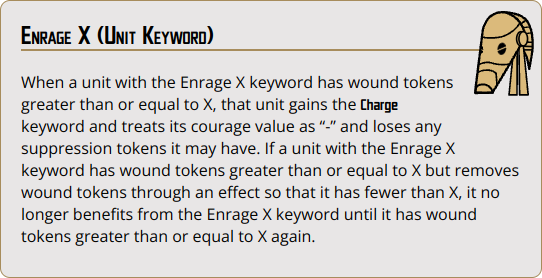 Enrage X (Unit Keyword)
When a unit with the Enrage X keyword has wound tokens
greater than or equal to X, that unit gains the Charge
keyword and treats its courage value as “-” and loses any
suppression tokens it may have. If a unit with the Enrage X
keyword has wound tokens greater than or equal to X but removes
wound tokens through an effect so that it has fewer than X, it no
longer benefits from the Enrage X keyword until it has wound
tokens greater than or equal to X again.